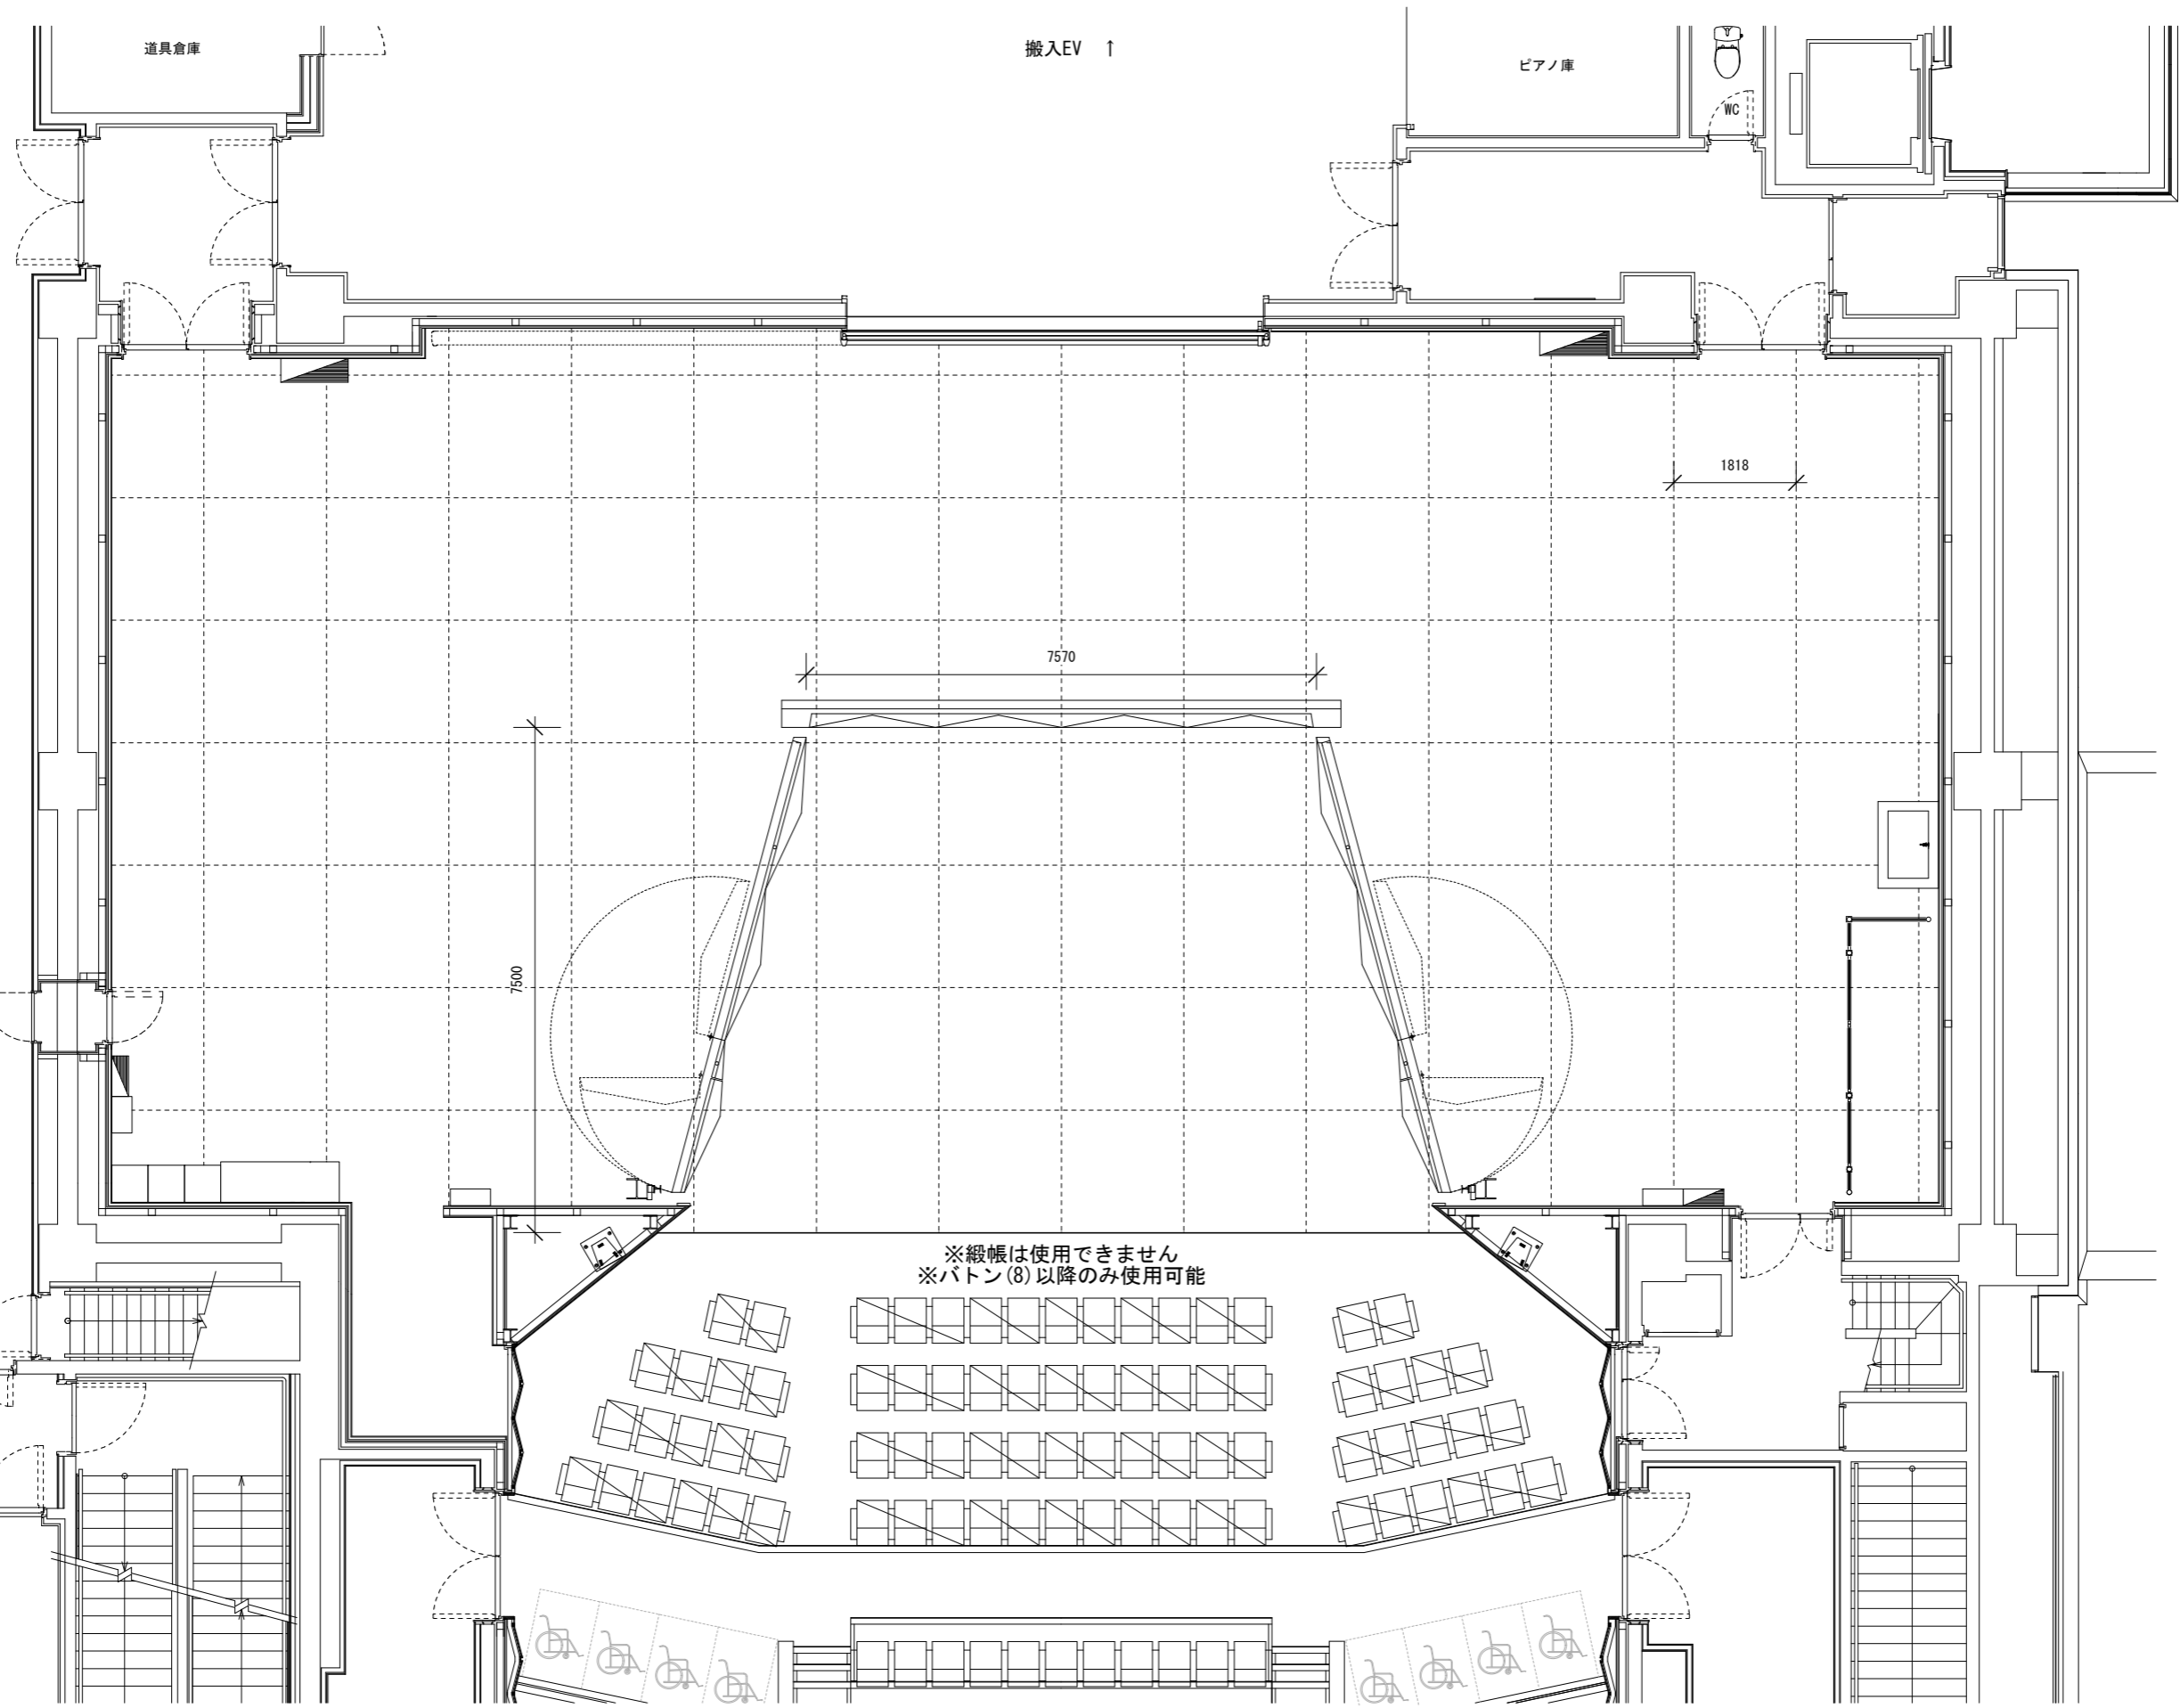 道具倉庫
搬入EV ↑
ピアノ庫
WC
1818
7570
7500
※緞帳は使用できません
※バトン(8)以降のみ使用可能